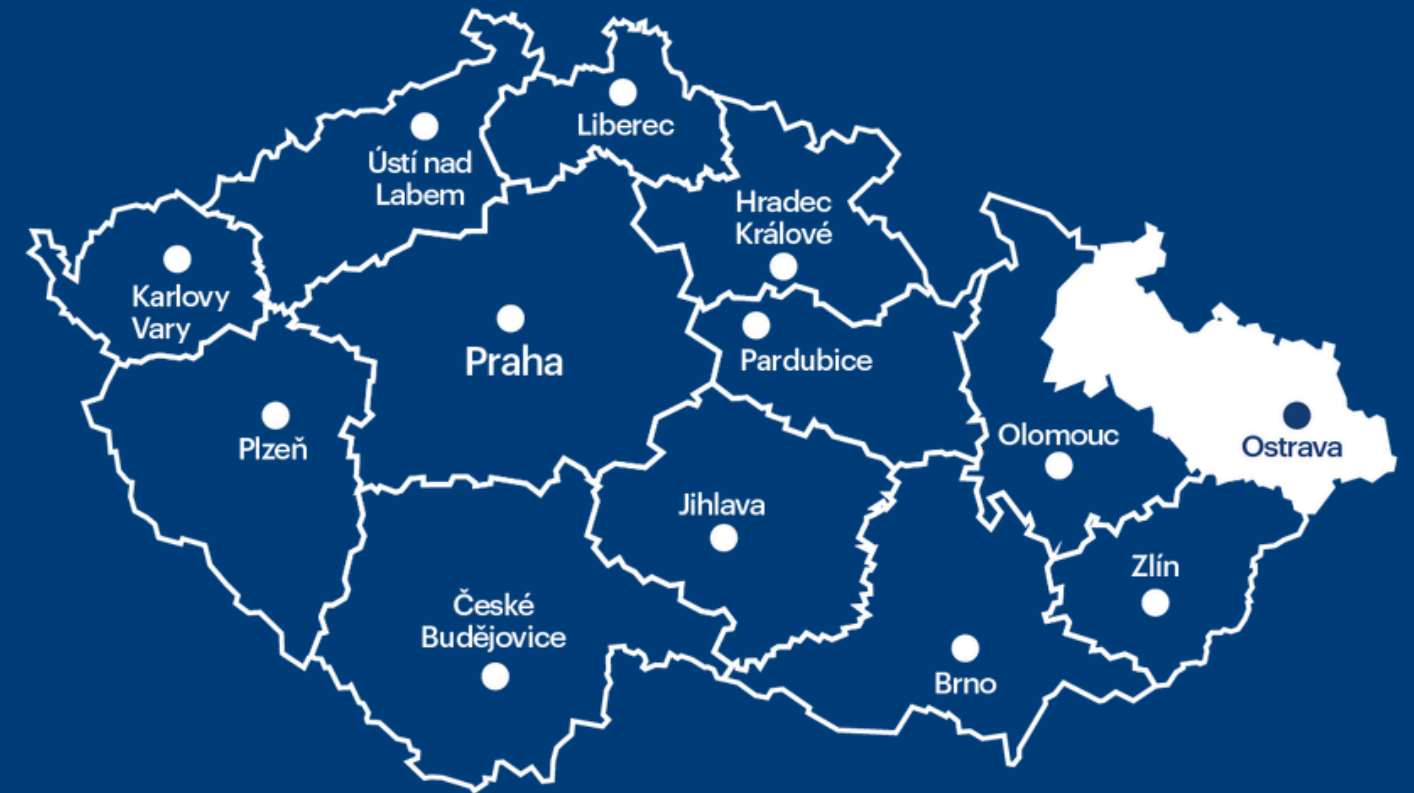 Liberec
Ústí nad
Labem
Hradec
Králové
Karlovy
Vary
Praha
Pardubice
Plzeň
Olomouc
Ostrava
Jihlava
Zlín
České
Budějovice
Brno